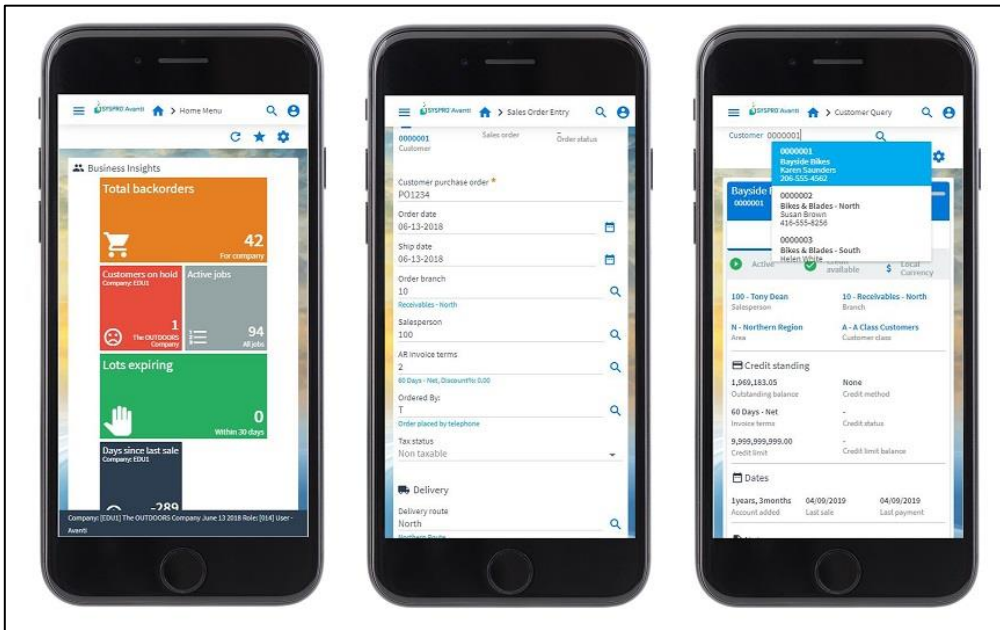 SYSPRO Avanti > Home Menu
Business Insights
Total backorders
42
For company
Customers on hold
Company: EDU1
1
The OUTDOORS
Company
Active jobs
94
All jobs
Lots expiring
0
Within 30 days
Days since last sale
Company: EDU1
-289
Company: [EDU1] The OUTDOORS Company June 13 2018 Role: [014] User -
Avanti
SYSPRO Avanti > Sales Order Entry
0000001
Customer
Sales order
–
Order status
Customer purchase order *
PO1234
Order date
06-13-2018
Ship date
06-13-2018
Order branch
10
Receivables - North
Salesperson
100
AR Invoice terms
2
60 Days - Net, Discount% 0.00
Ordered By:
T
Order placed by telephone
Tax status
Non taxable
Delivery
Delivery route
North
Northern Route
SYSPRO Avanti > Customer Query
Customer 0000001
0000001
Bayside Bikes
Karen Saunders
206-555-4562
0000002
Bikes & Blades - North
Susan Brown
416-555-8256
0000003
Bikes & Blades - South
Helen White
Bayside
0000001
Active
Credit
available
$ Local
Currency
100 - Tony Dean
Salesperson
10 - Receivables - North
Branch
N - Northern Region
Area
A - A Class Customers
Customer class
Credit standing
1,969,183.05
Outstanding balance
None
Credit method
60 Days - Net
Invoice terms
-
Credit status
9,999,999,999.00
Credit limit
-
Credit limit balance
Dates
1years, 3months
Account added
04/09/2019
Last sale
04/09/2019
Last payment